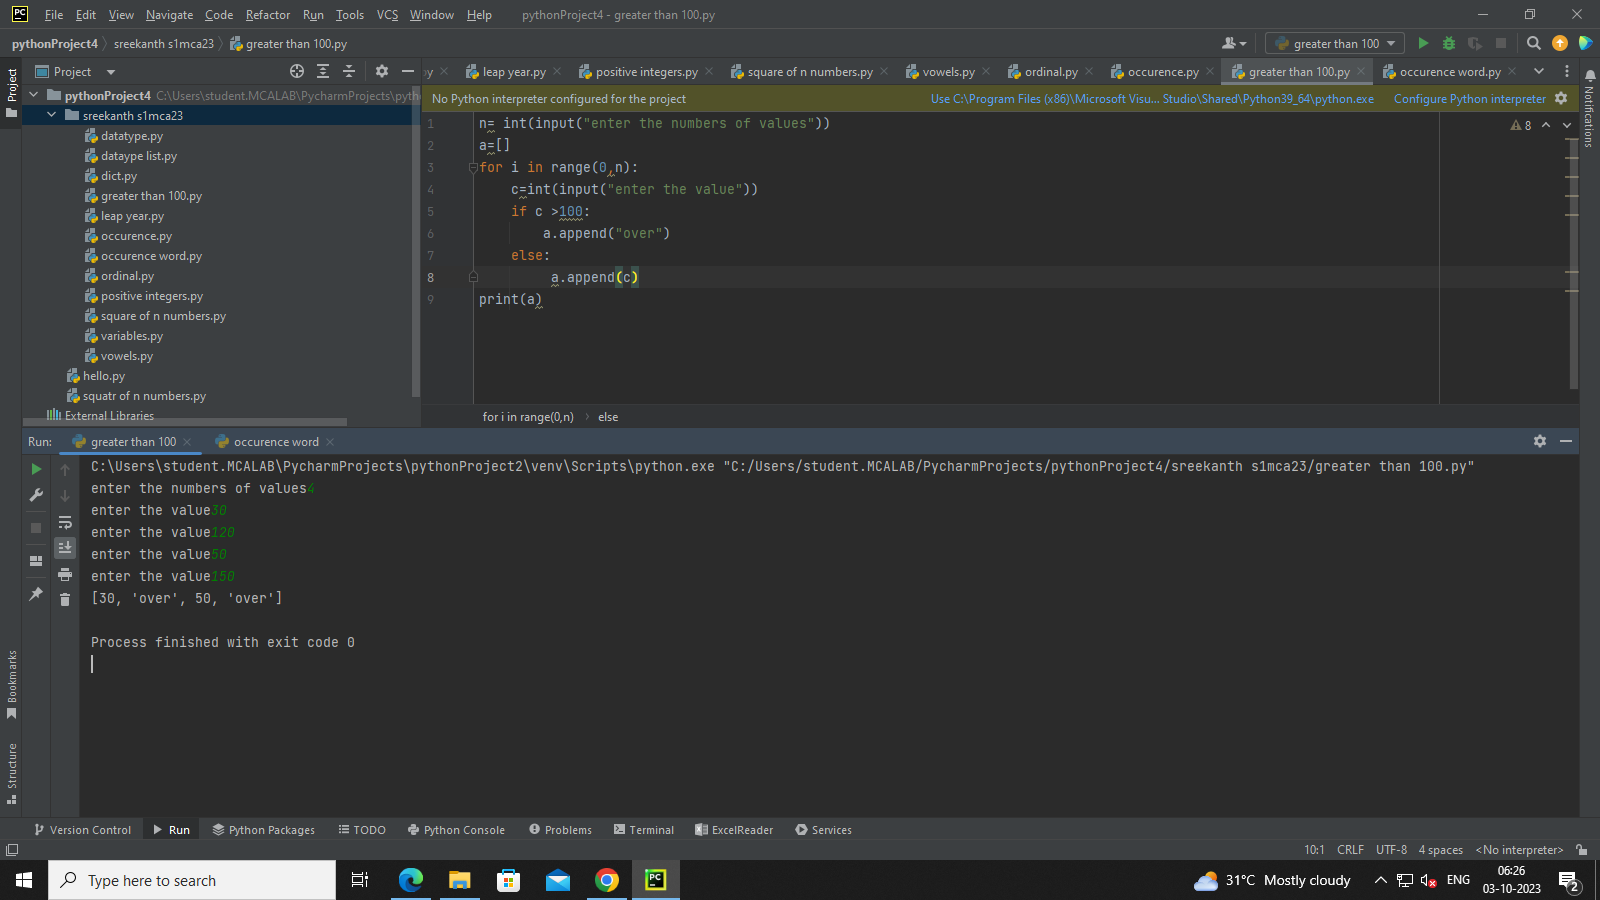 PC File Edit View Navigate Code Refactor Run Tools VCS Window Help pythonProject4 - greater than 100.py
pythonProject4 sreekanth s1mca23 greater than 100.py greater than 100
Project
Project
leap year.py positive integers.py square of n numbers.py vowels.py ordinal.py occurence.py greater than 100.py occurence word.py
Notifications
pythonProject4 C:\Users\student.MCALAB\PycharmProjects\pyth
sreekanth s1mca23
datatype.py
dataype list.py
dict.py
greater than 100.py
leap year.py
occurence.py
occurence word.py
ordinal.py
positive integers.py
square of n numbers.py
variables.py
vowels.py
hello.py
squatr of n numbers.py
External Libraries
No Python interpreter configured for the project Use C:\Program Files (x86)\Microsoft Visu... Studio\Shared\Python39_64\python.exe Configure Python interpreter
8
1 n= int(input("enter the numbers of values"))
2 a=[]
3 for i in range(0,n):
4 c=int(input("enter the value"))
5 if c >100:
6 a.append("over")
7 else:
8 a.append(c)
9 print(a)
for i in range(0,n) else
Run: greater than 100 occurence word
C:\Users\student.MCALAB\PycharmProjects\pythonProject2\venv\Scripts\python.exe "C:/Users/student.MCALAB/PycharmProjects/pythonProject4/sreekanth s1mca23/greater than 100.py"
enter the numbers of values4
enter the value30
enter the value120
enter the value50
enter the value150
[30, 'over', 50, 'over']
Process finished with exit code 0
Bookmarks
Structure
Version Control Run Python Packages TODO Python Console Problems Terminal ExcelReader Services
10:1 CRLF UTF-8 4 spaces <No interpreter>
Type here to search
PC
31°C Mostly cloudy
ENG
06:26
03-10-2023
2